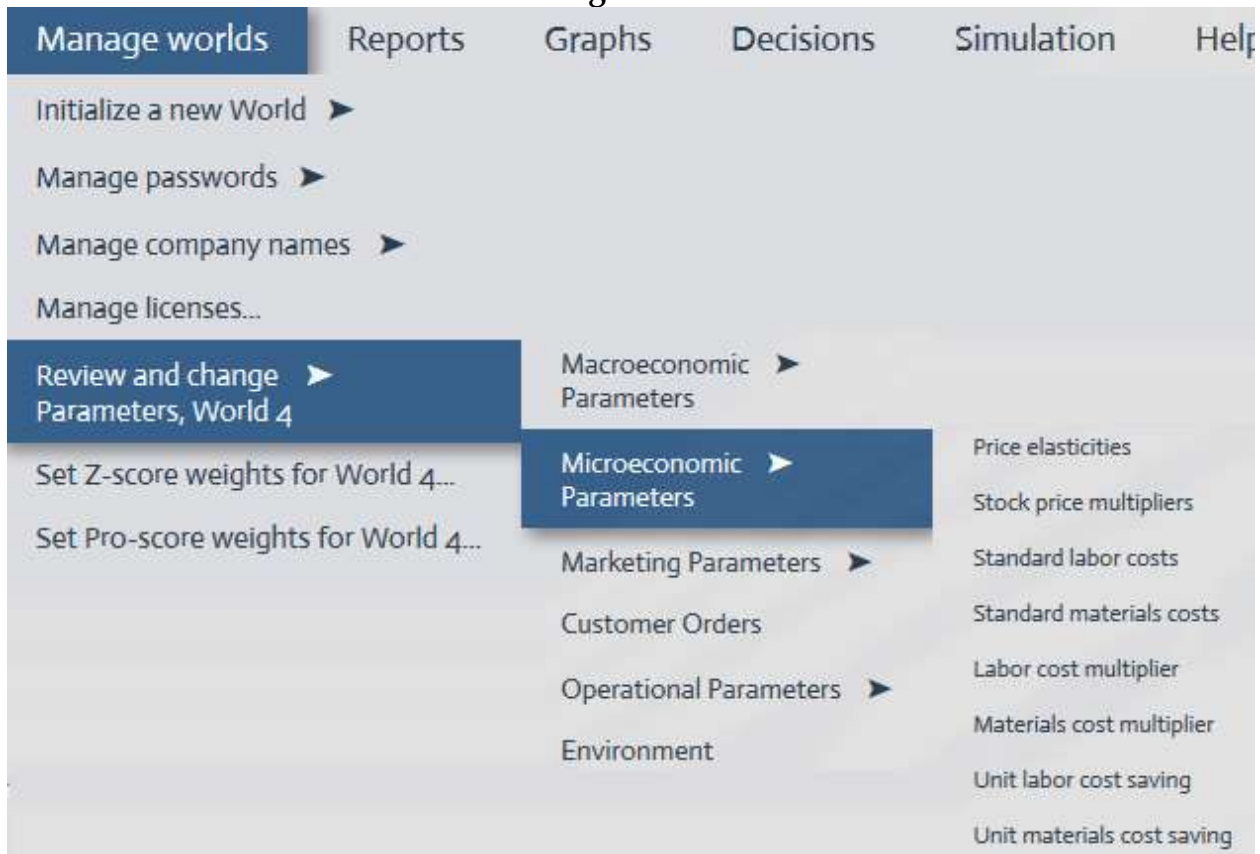 Manage worlds Reports Graphs Decisions Simulation Help
Initialize a new World ➤
Manage passwords ➤
Manage company names ➤
Manage licenses...
Review and change ➤
Parameters, World 4
Set Z-score weights for World 4...
Set Pro-score weights for World 4...
Macroeconomic ➤
Parameters
Microeconomic ➤
Parameters
Marketing Parameters ➤
Customer Orders
Operational Parameters ➤
Environment
Price elasticities
Stock price multipliers
Standard labor costs
Standard materials costs
Labor cost multiplier
Materials cost multiplier
Unit labor cost saving
Unit materials cost saving